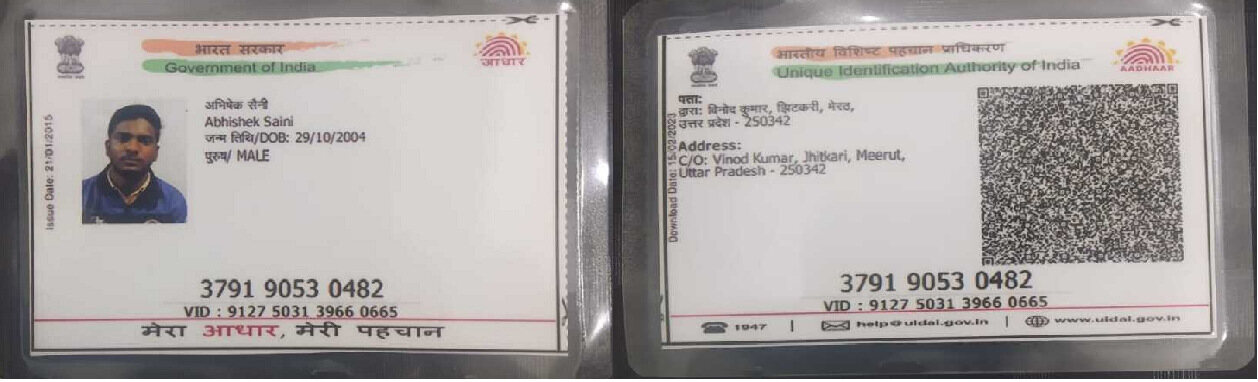 भारत सरकार
Government of India
आधार
Issue Date: 21/01/2015
अभिषेक सैनी
Abhishek Saini
जन्म तिथि/DOB: 29/10/2004
पुरुष/ MALE
3791 9053 0482
VID : 9127 5031 3966 0665
मेरा आधार, मेरी पहचान
भारतीय विशिष्ट पहचान प्राधिकरण
Unique Identification Authority of India
AADHAAR
Download Date: 15/02/2023
पता:
द्वारा: विनोद कुमार, झिटकरी, मेरठ,
उत्तर प्रदेश - 250342
Address:
C/O: Vinod Kumar, Jhitkari, Meerut,
Uttar Pradesh - 250342
3791 9053 0482
VID : 9127 5031 3966 0665
1947 | help@uidai.gov.in | www.uidai.gov.in